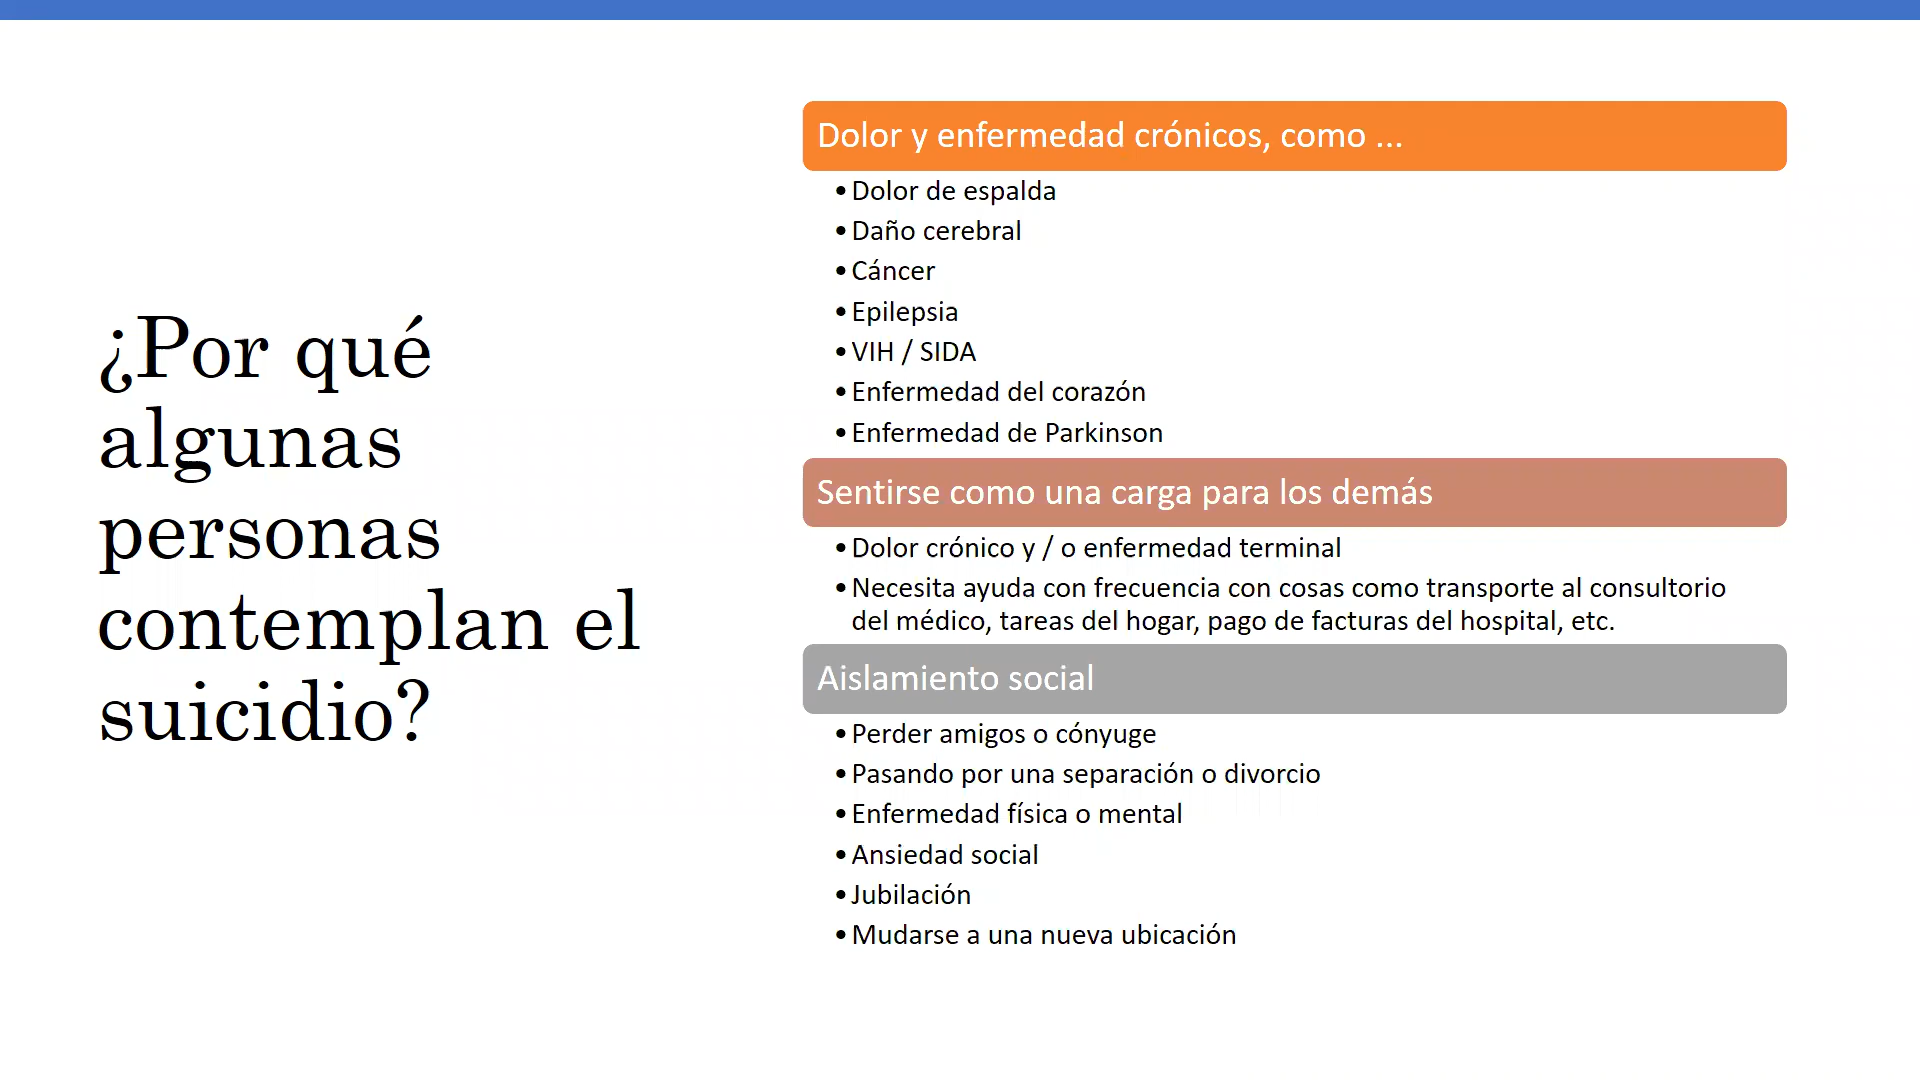 ¿Por qué
algunas
personas
contemplan el
suicidio?
Dolor y enfermedad crónicos, como ...
•Dolor de espalda
•Daño cerebral
•Cáncer
•Epilepsia
•VIH / SIDA
•Enfermedad del corazón
•Enfermedad de Parkinson
Sentirse como una carga para los demás
•Dolor crónico y / o enfermedad terminal
•Necesita ayuda con frecuencia con cosas como transporte al consultorio
del médico, tareas del hogar, pago de facturas del hospital, etc.
Aislamiento social
•Perder amigos o cónyuge
•Pasando por una separación o divorcio
•Enfermedad física o mental
•Ansiedad social
•Jubilación
•Mudarse a una nueva ubicación